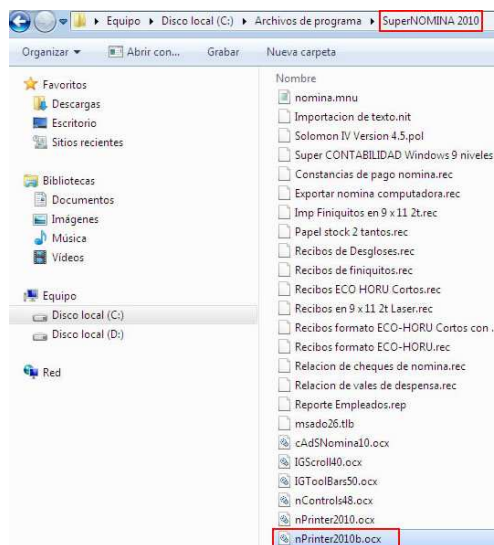 Equipo Disco local (C:) Archivos de programa SuperNOMINA 2010
Organizar Abrir con... Grabar Nueva carpeta
Favoritos
Descargas
Escritorio
Sitios recientes
Bibliotecas
Documentos
Imágenes
Música
Vídeos
Equipo
Disco local (C:)
Disco local (D:)
Red
Nombre
nomina.mnu
Importacion de texto.nit
Solomon IV Version 4.5.pol
Super CONTABILIDAD Windows 9 niveles
Constancias de pago nomina.rec
Exportar nomina computadora.rec
Imp Finiquitos en 9 x 11 2t.rec
Papel stock 2 tantos.rec
Recibos de Desgloses.rec
Recibos de finiquitos.rec
Recibos ECO HORU Cortos.rec
Recibos en 9 x 11 2t Laser.rec
Recibos formato ECO-HORU Cortos con .
Recibos formato ECO-HORU.rec
Relacion de cheques de nomina.rec
Relacion de vales de despensa.rec
Reporte Empleados.rep
msado26.tlb
cAdSNomina10.ocx
IGScroll40.ocx
IGToolBars50.ocx
nControls48.ocx
nPrinter2010.ocx
nPrinter2010b.ocx